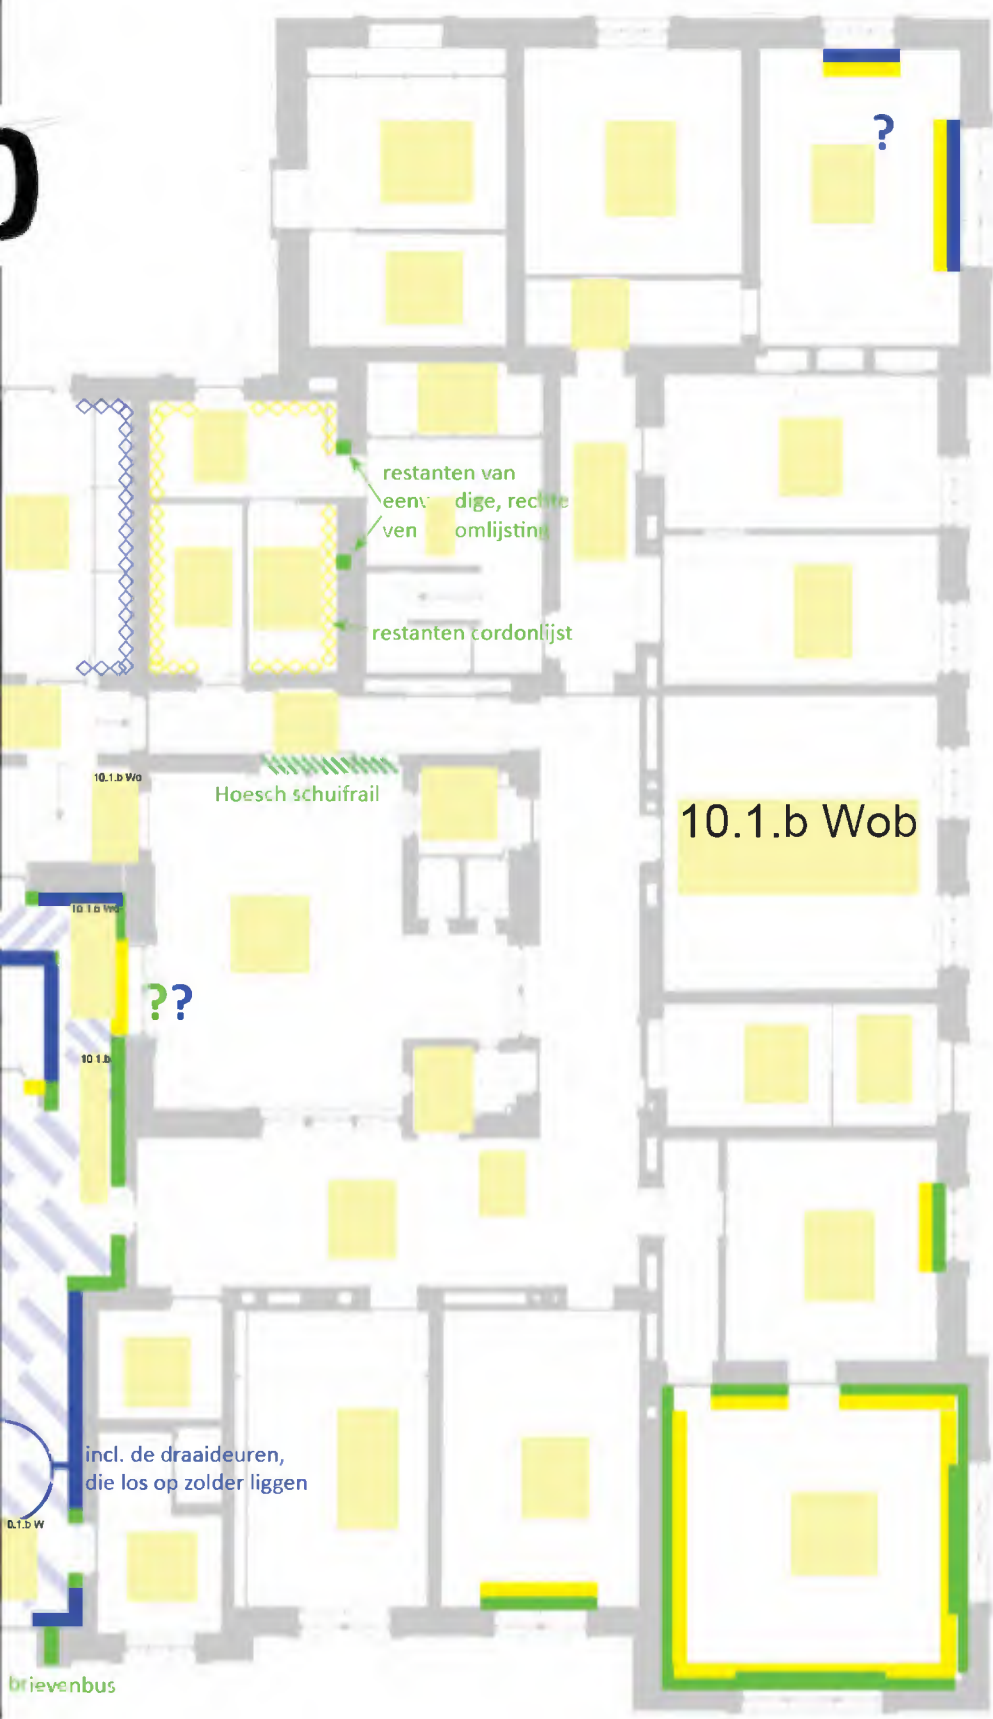 ?
restanten van
eenv dige, rechte
ven omlijsting
restanten cordonlijst
10.1.b Wo
Hoesch schuifrail
10.1.b Wob
10.1.b Wo
??
10.1.b
incl. de draaideuren,
die los op zolder liggen
0.1.b W
brievenbus